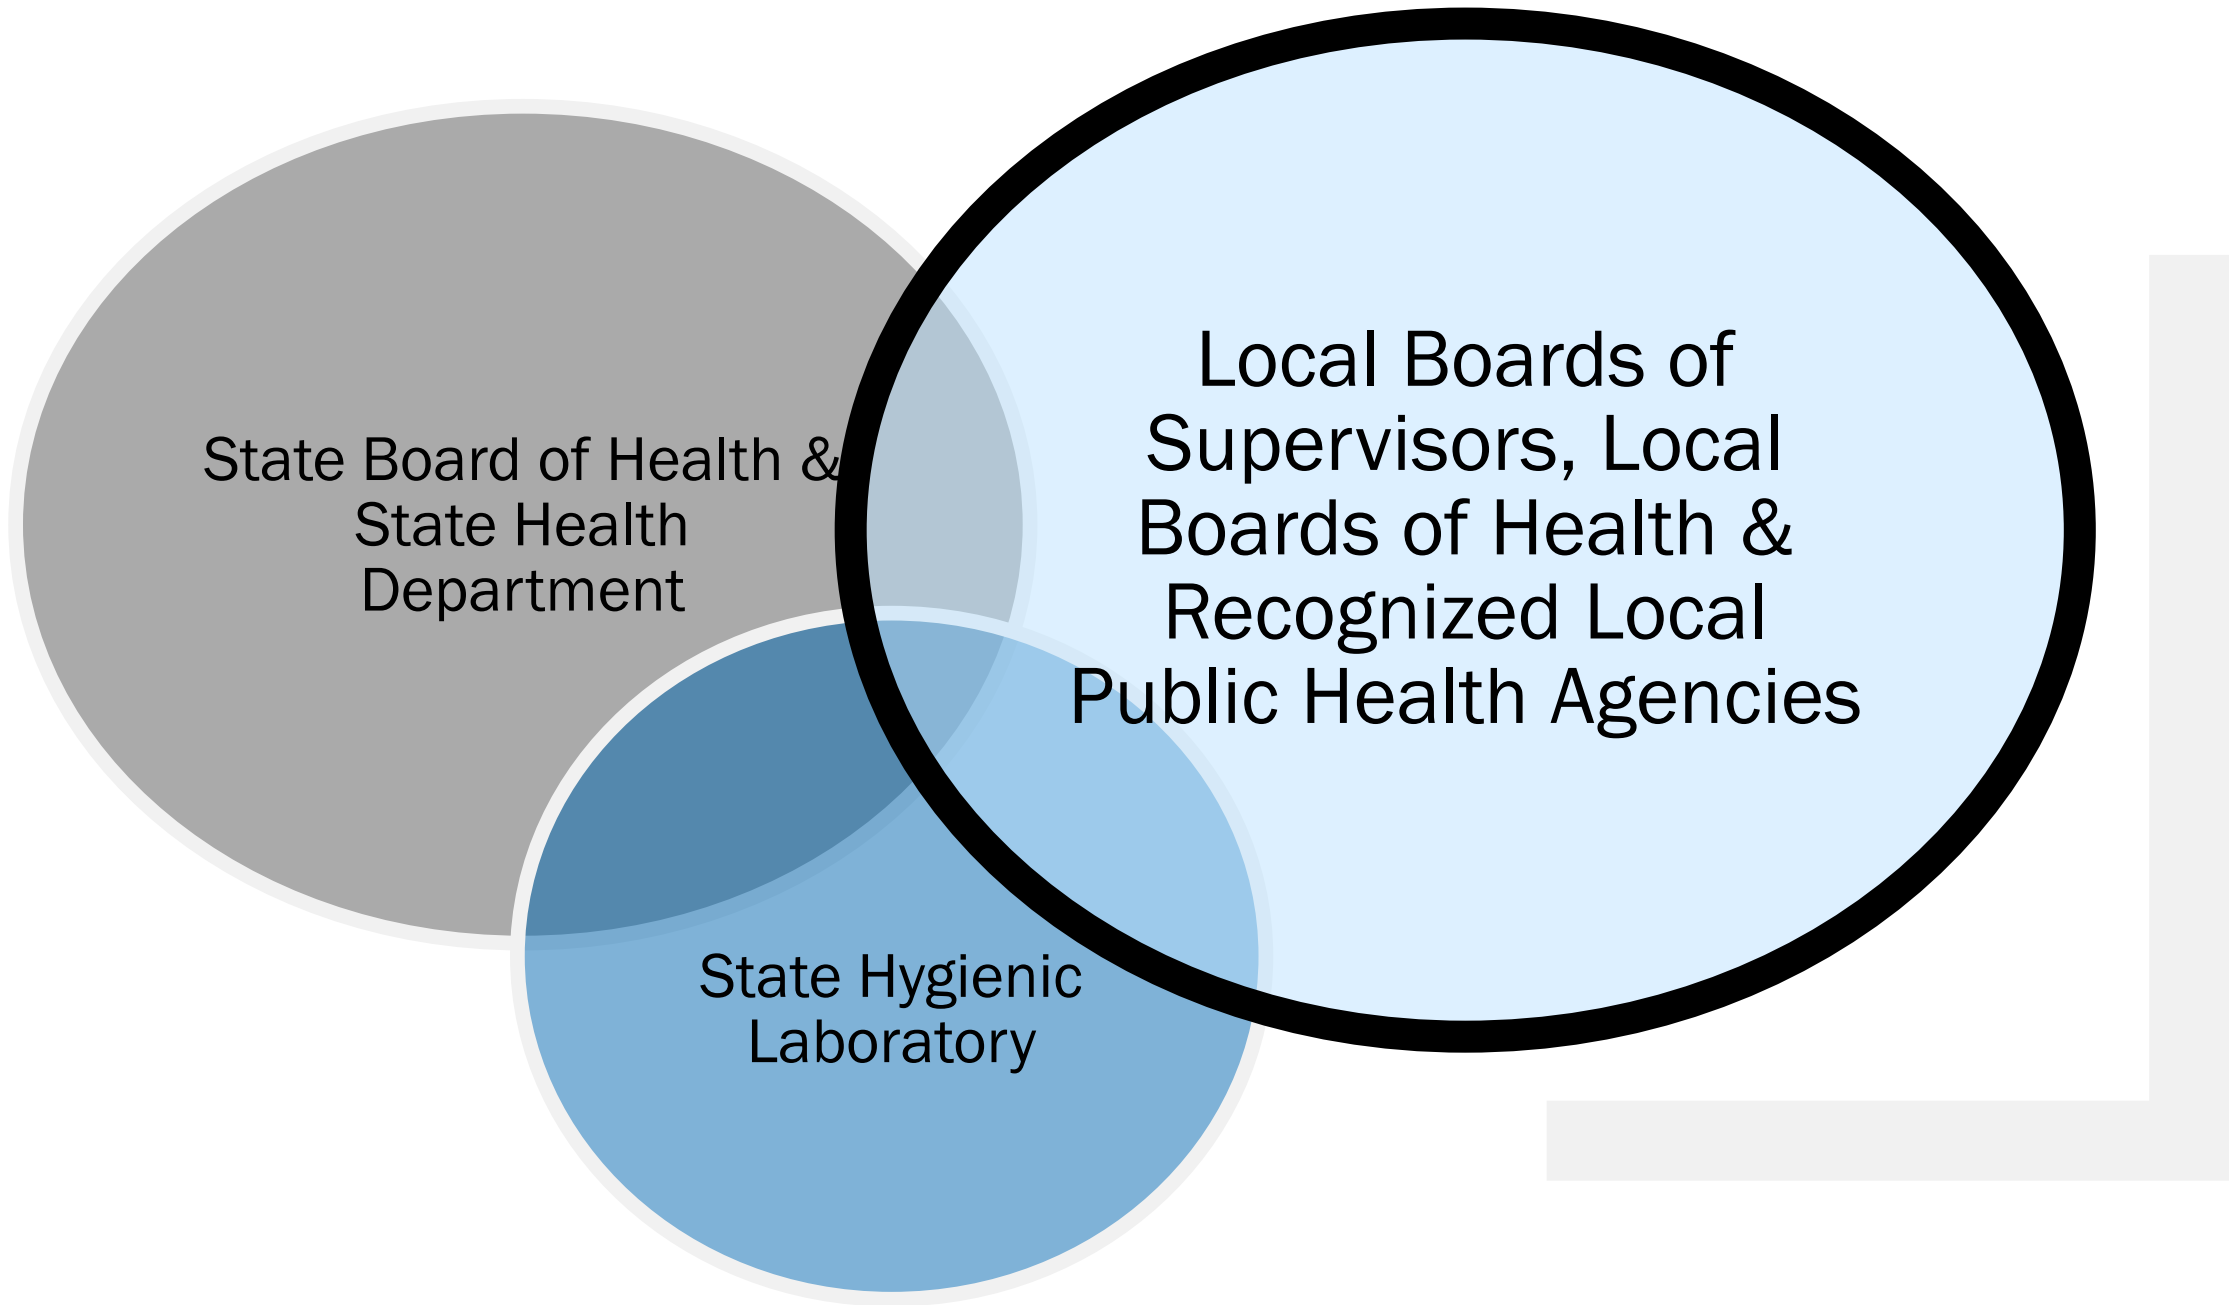 State Board of Health &
State Health
Department
Local Boards of
Supervisors, Local
Boards of Health &
Recognized Local
Public Health Agencies
State Hygienic
Laboratory